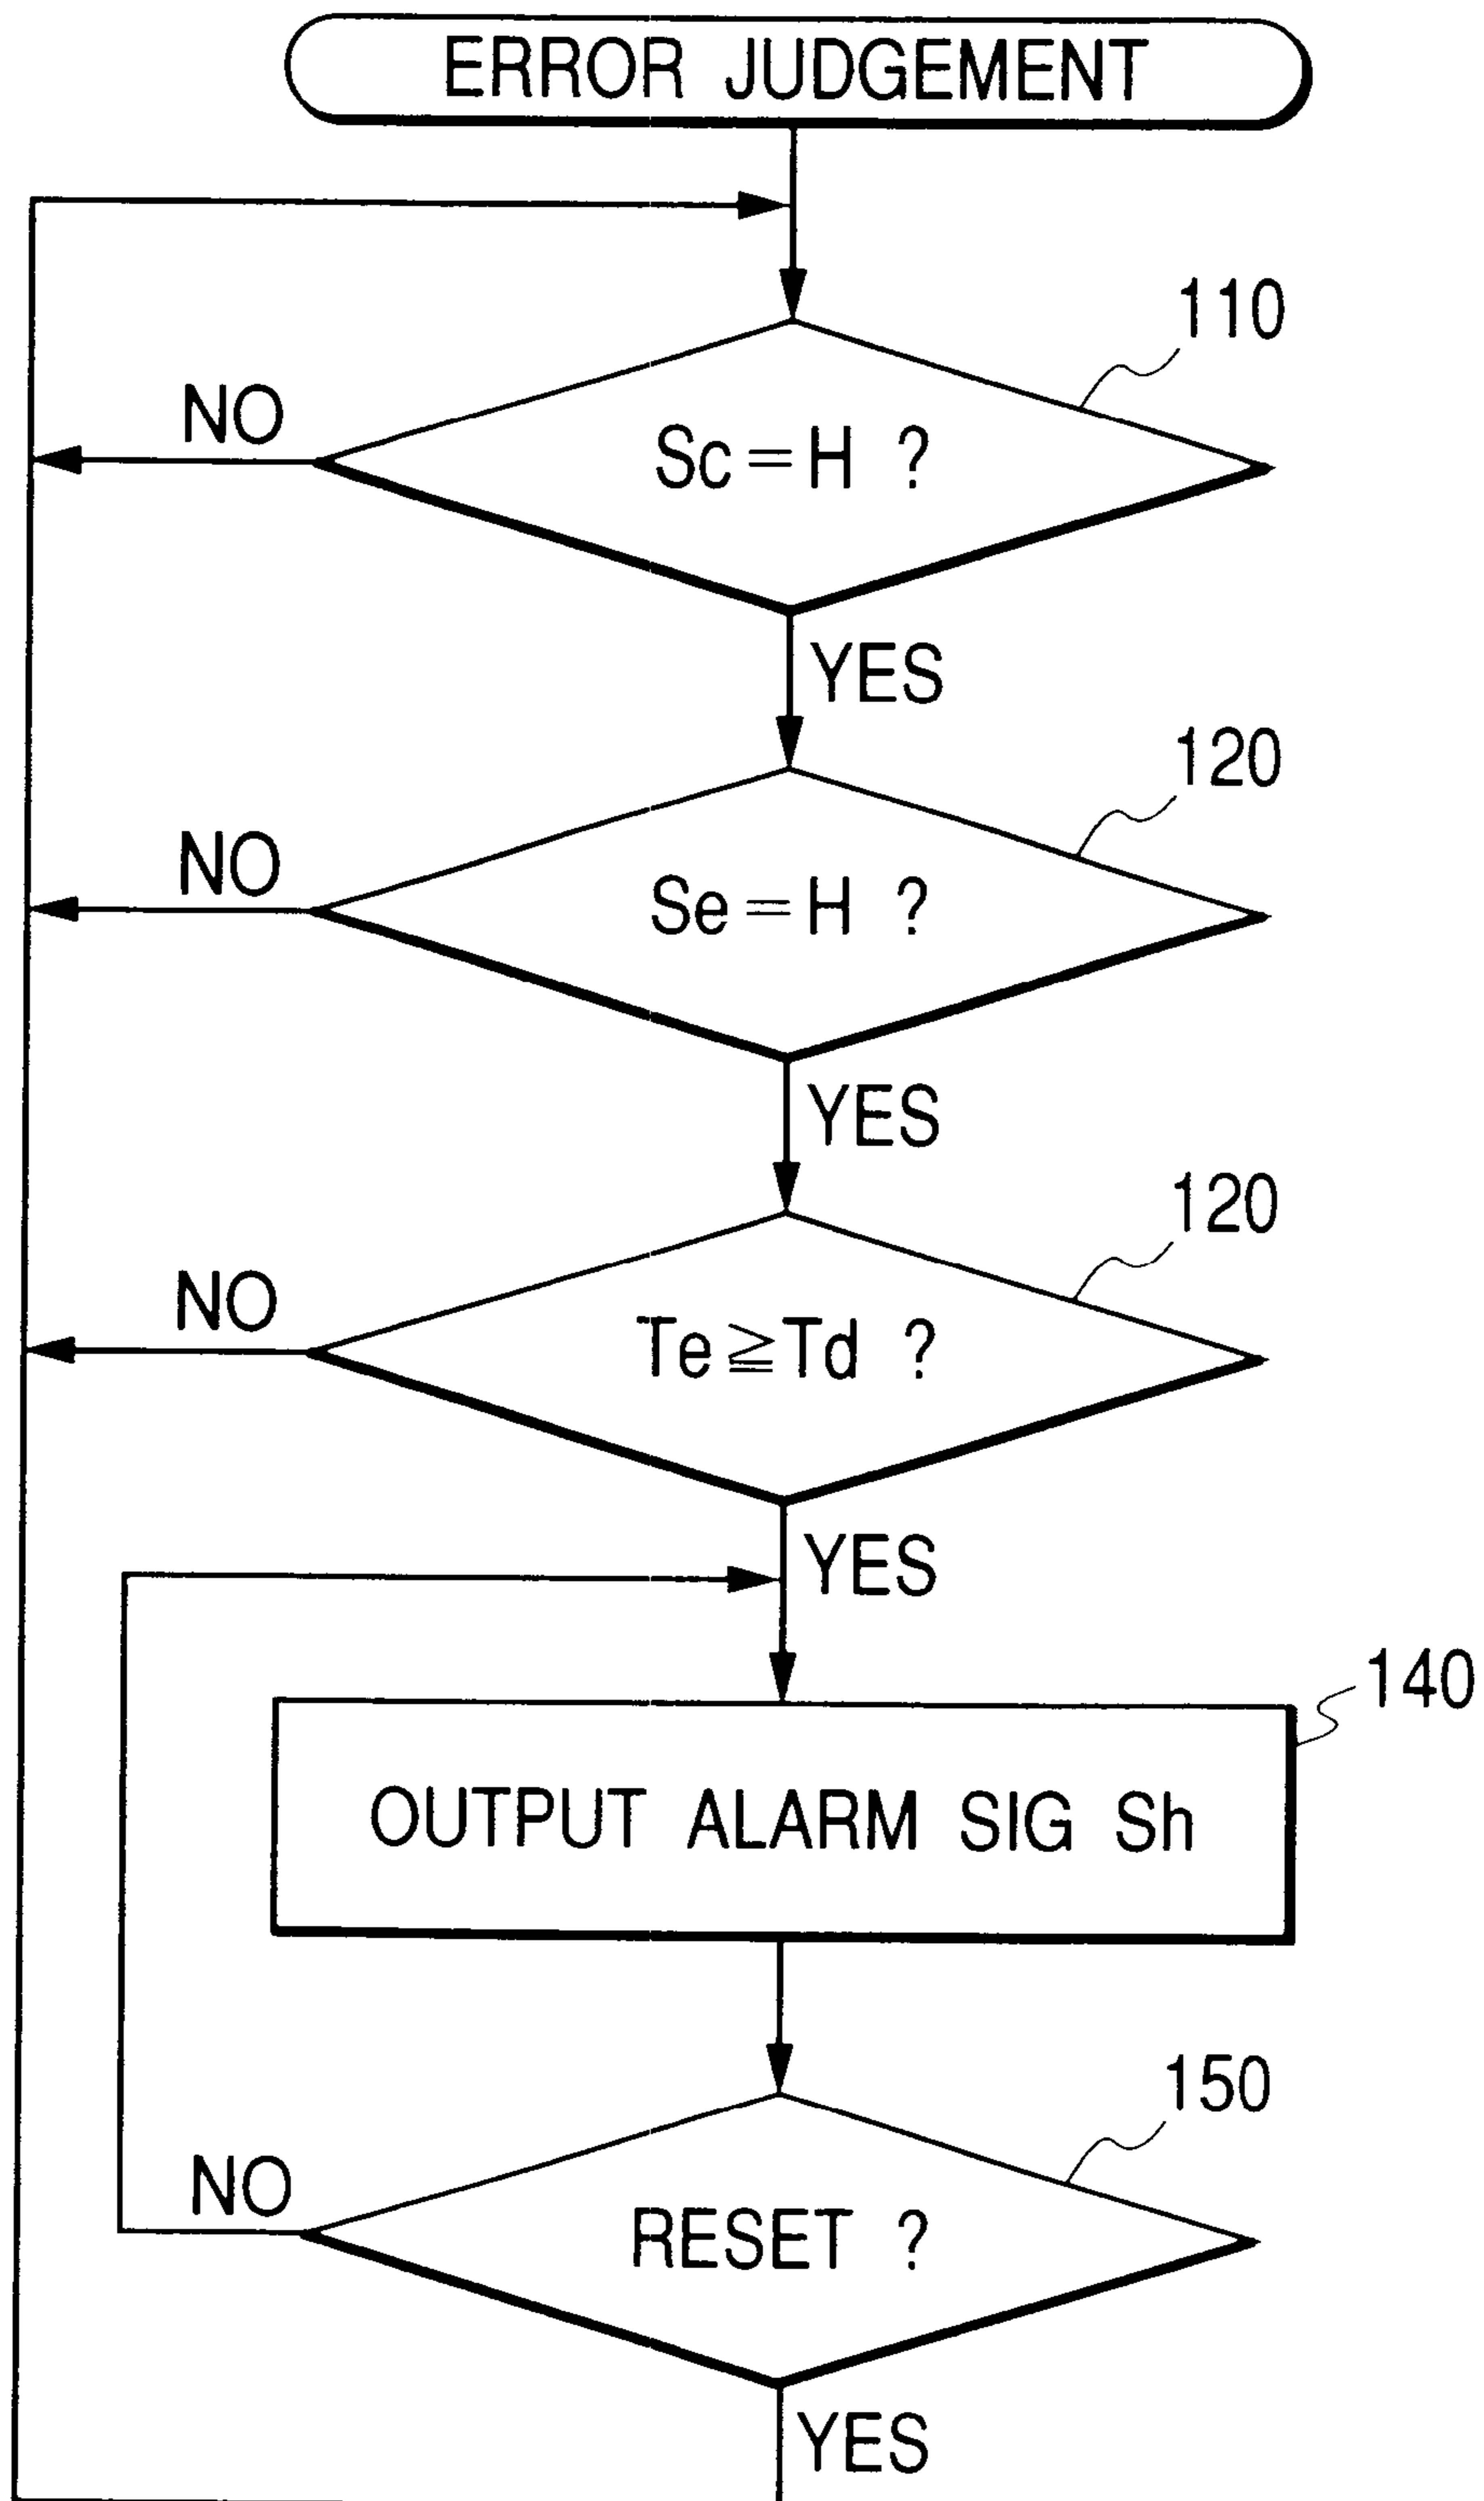 ERROR JUDGEMENT
110
NO
Sc=H ?
YES
120
NO
Se=H ?
YES
120
NO
Te≧Td ?
YES
140
OUTPUT ALARM SIG Sh
150
NO
RESET ?
YES